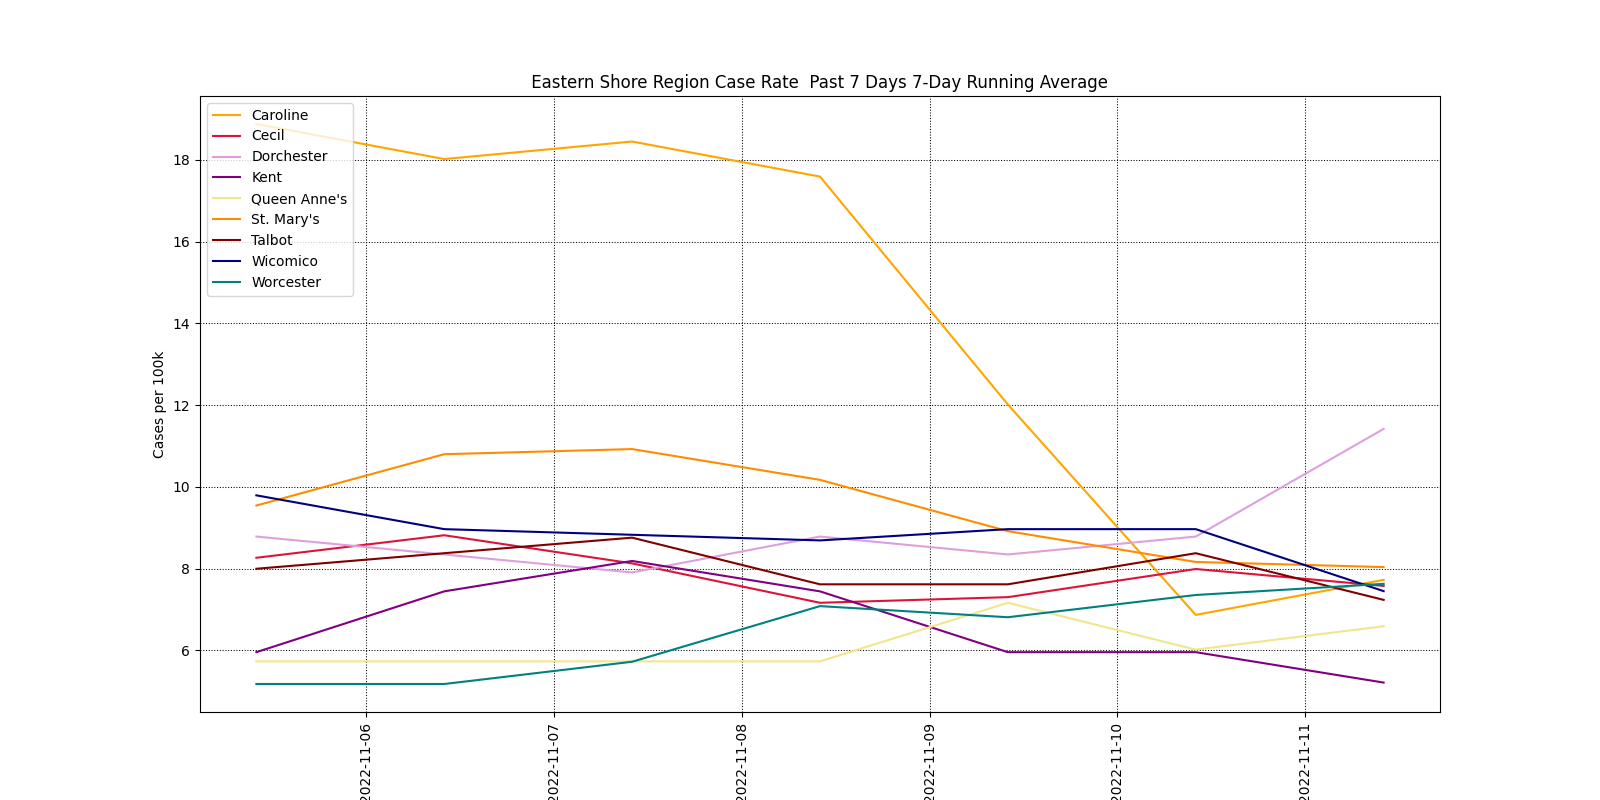 Eastern Shore Region Case Rate  Past 7 Days 7-Day Running Average
Caroline
Cecil
Dorchester
Kent
Queen Anne's
St. Mary's
Talbot
Wicomico
Worcester
Cases per 100k
18
16
14
12
10
8
6
2022-11-06
2022-11-07
2022-11-08
2022-11-09
2022-11-10
2022-11-11